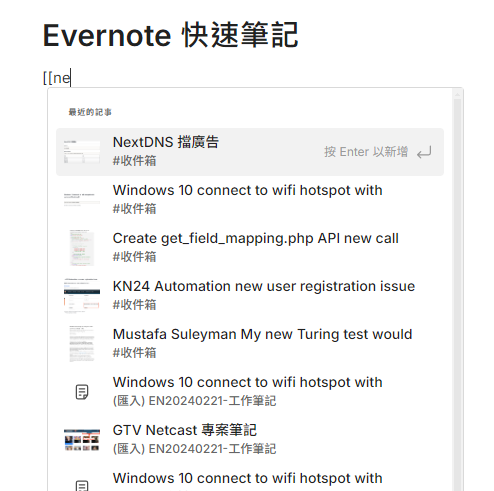 Evernote 快速筆記
[[ne
最近的記事
NextDNS 擋廣告
#收件箱
按 Enter 以新增
Windows 10 connect to wifi hotspot with
#收件箱
Create get_field_mapping.php API new call
#收件箱
KN24 Automation new user registration issue
#收件箱
Mustafa Suleyman My new Turing test would
#收件箱
Windows 10 connect to wifi hotspot with
(匯入) EN20240221-工作筆記
GTV Netcast 專案筆記
(匯入) EN20240221-工作筆記
Windows 10 connect to wifi hotspot with